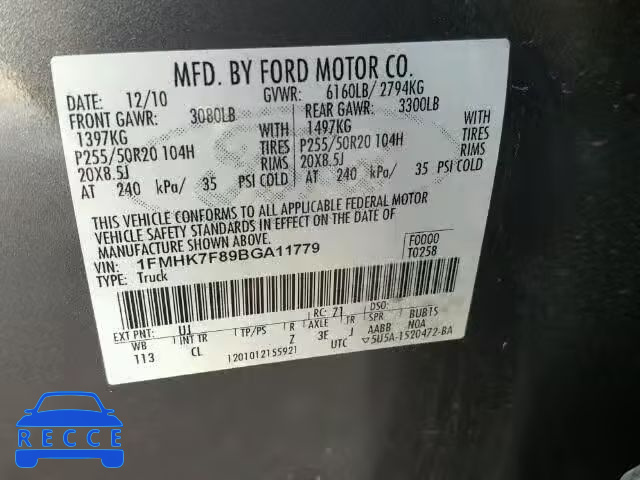 MFD. BY FORD MOTOR CO.
DATE: 12/10 GVWR: 6160LB/2794KG
FRONT GAWR: 3080LB REAR GAWR: 3300LB
1397KG WITH 1497KG WITH
P255/50R20 104H TIRES P255/50R20 104H TIRES
20X8.5J RIMS 20X8.5J RIMS
AT 240 kPa/ 35 PSI COLD AT 240 kPa/ 35 PSI COLD
THIS VEHICLE CONFORMS TO ALL APPLICABLE FEDERAL MOTOR
VEHICLE SAFETY STANDARDS IN EFFECT ON THE DATE OF
MANUFACTURE SHOWN ABOVE.
VIN: 1FMHK7F89BGA11779 F0000
TYPE: Truck T0258
EXT PNT: UJ RC: 71 DSO:
WB INT TR TP/PS R AXLE TR SPR BUBTS
113 CL Z 3F J AABB NOA
1201012155921 UTC ▽5U5A-1520472-BA
RECCE